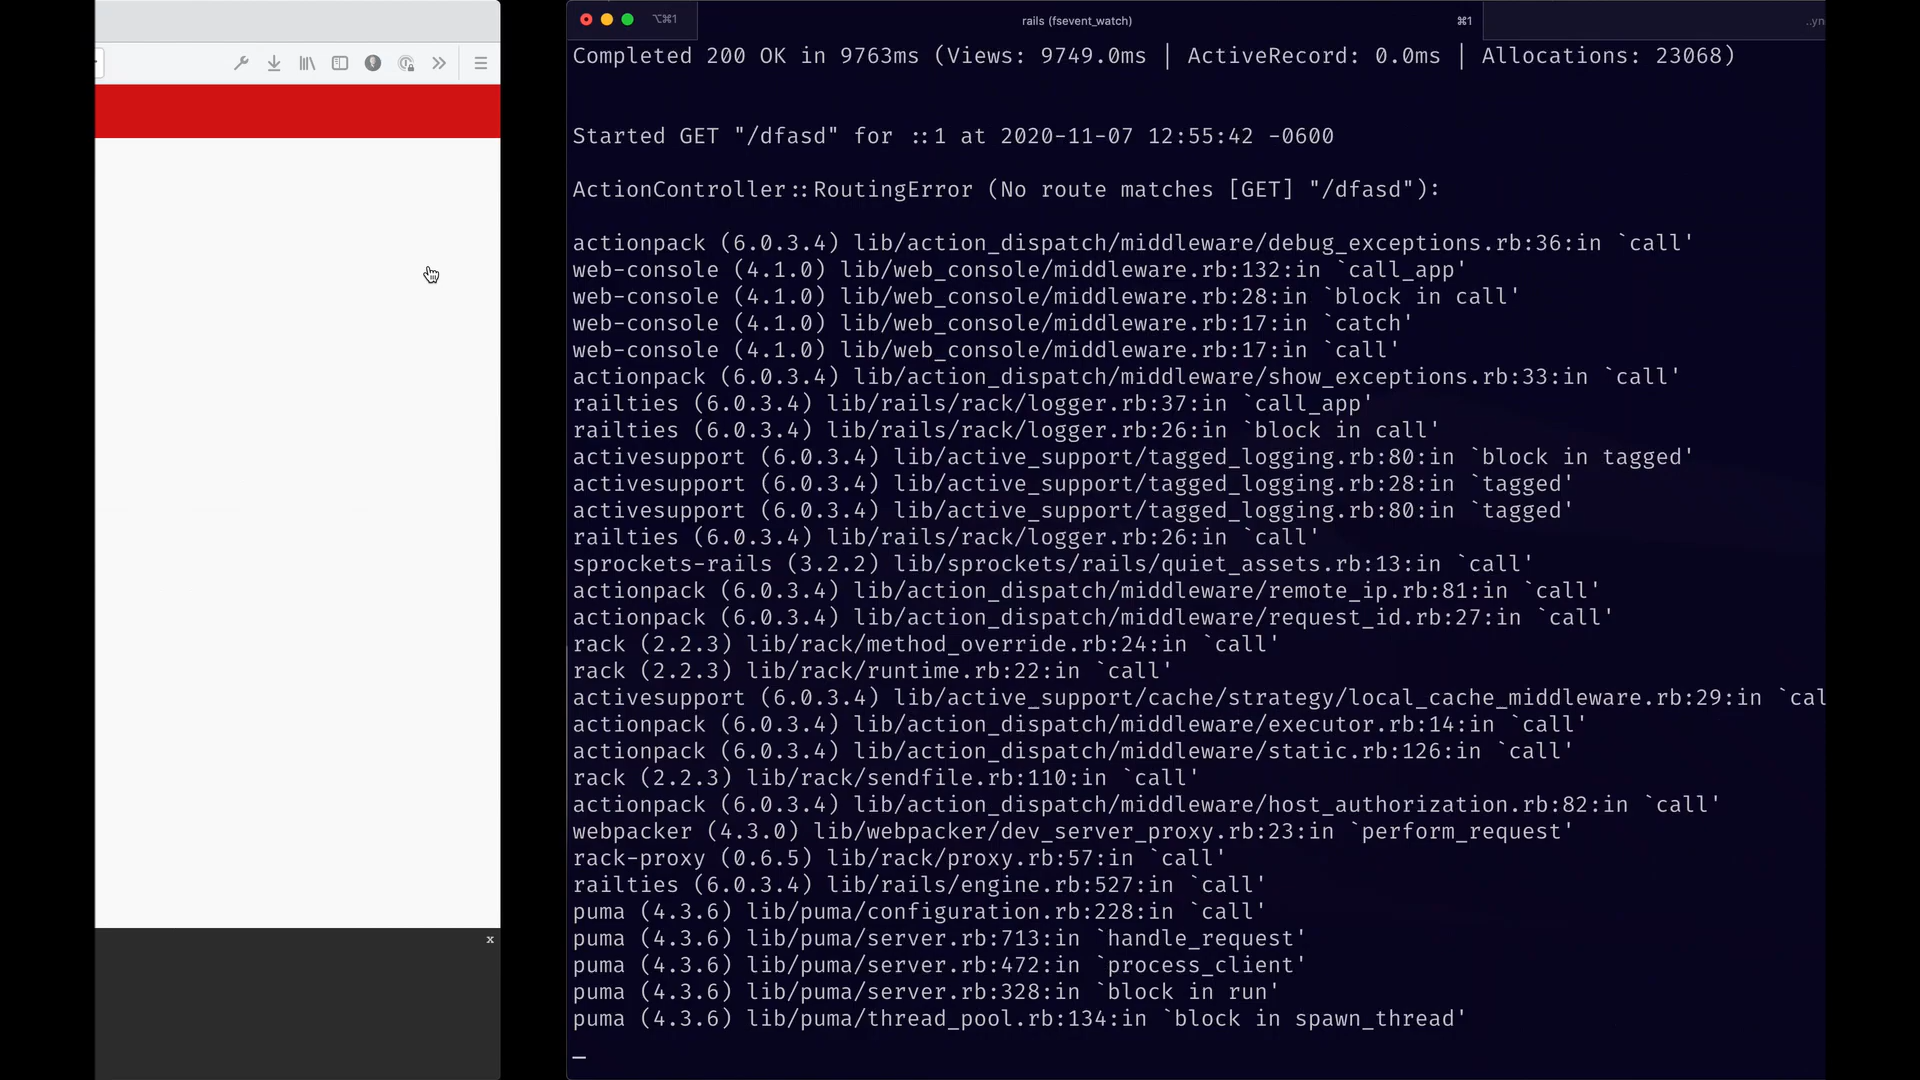 ⌥⌘1
rails (fsevent_watch)
⌘1
..yn
Completed 200 OK in 9763ms (Views: 9749.0ms | ActiveRecord: 0.0ms | Allocations: 23068)
Started GET "/dfasd" for ::1 at 2020-11-07 12:55:42 -0600
ActionController::RoutingError (No route matches [GET] "/dfasd"):
actionpack (6.0.3.4) lib/action_dispatch/middleware/debug_exceptions.rb:36:in `call'
web-console (4.1.0) lib/web_console/middleware.rb:132:in `call_app'
web-console (4.1.0) lib/web_console/middleware.rb:28:in `block in call'
web-console (4.1.0) lib/web_console/middleware.rb:17:in `catch'
web-console (4.1.0) lib/web_console/middleware.rb:17:in `call'
actionpack (6.0.3.4) lib/action_dispatch/middleware/show_exceptions.rb:33:in `call'
railties (6.0.3.4) lib/rails/rack/logger.rb:37:in `call_app'
railties (6.0.3.4) lib/rails/rack/logger.rb:26:in `block in call'
activesupport (6.0.3.4) lib/active_support/tagged_logging.rb:80:in `block in tagged'
activesupport (6.0.3.4) lib/active_support/tagged_logging.rb:28:in `tagged'
activesupport (6.0.3.4) lib/active_support/tagged_logging.rb:80:in `tagged'
railties (6.0.3.4) lib/rails/rack/logger.rb:26:in `call'
sprockets-rails (3.2.2) lib/sprockets/rails/quiet_assets.rb:13:in `call'
actionpack (6.0.3.4) lib/action_dispatch/middleware/remote_ip.rb:81:in `call'
actionpack (6.0.3.4) lib/action_dispatch/middleware/request_id.rb:27:in `call'
rack (2.2.3) lib/rack/method_override.rb:24:in `call'
rack (2.2.3) lib/rack/runtime.rb:22:in `call'
activesupport (6.0.3.4) lib/active_support/cache/strategy/local_cache_middleware.rb:29:in `cal
actionpack (6.0.3.4) lib/action_dispatch/middleware/executor.rb:14:in `call'
actionpack (6.0.3.4) lib/action_dispatch/middleware/static.rb:126:in `call'
rack (2.2.3) lib/rack/sendfile.rb:110:in `call'
actionpack (6.0.3.4) lib/action_dispatch/middleware/host_authorization.rb:82:in `call'
webpacker (4.3.0) lib/webpacker/dev_server_proxy.rb:23:in `perform_request'
rack-proxy (0.6.5) lib/rack/proxy.rb:57:in `call'
railties (6.0.3.4) lib/rails/engine.rb:527:in `call'
puma (4.3.6) lib/puma/configuration.rb:228:in `call'
puma (4.3.6) lib/puma/server.rb:713:in `handle_request'
puma (4.3.6) lib/puma/server.rb:472:in `process_client'
puma (4.3.6) lib/puma/server.rb:328:in `block in run'
puma (4.3.6) lib/puma/thread_pool.rb:134:in `block in spawn_thread'
x